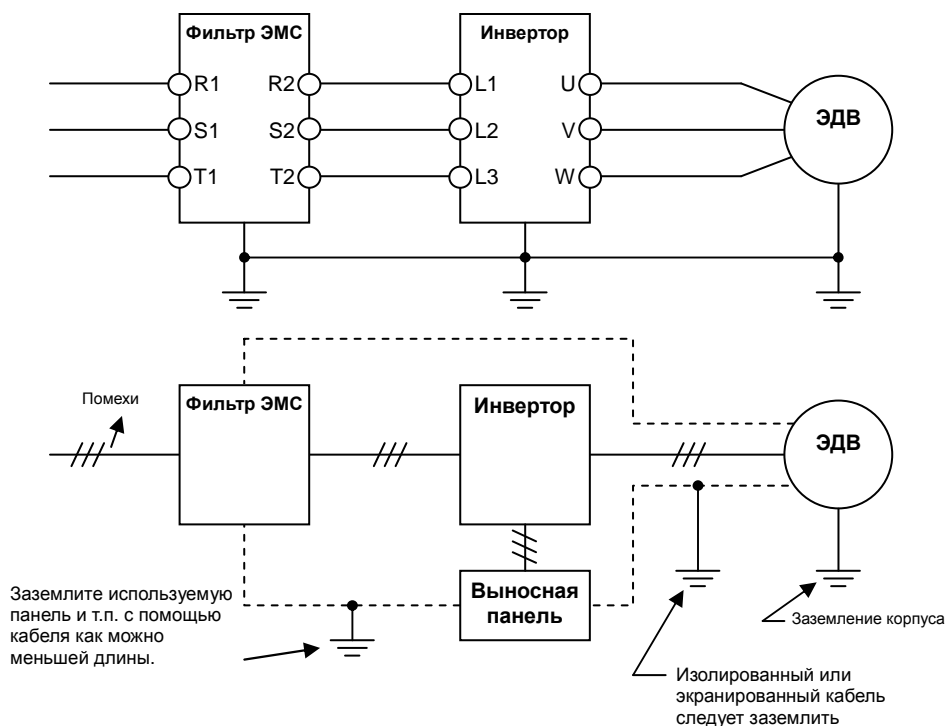 Фильтр ЭМС
Инвертор
R1 R2 L1 U
ЭДВ
S1 S2 L2 V
T1 T2 L3 W
Помехи
Фильтр ЭМС
Инвертор
ЭДВ
Заземлите используемую
панель и т.п. с помощью
кабеля как можно
меньшей длины.
Выносная
панель
Заземление корпуса
Изолированный или
экранированный кабель
следует заземлить